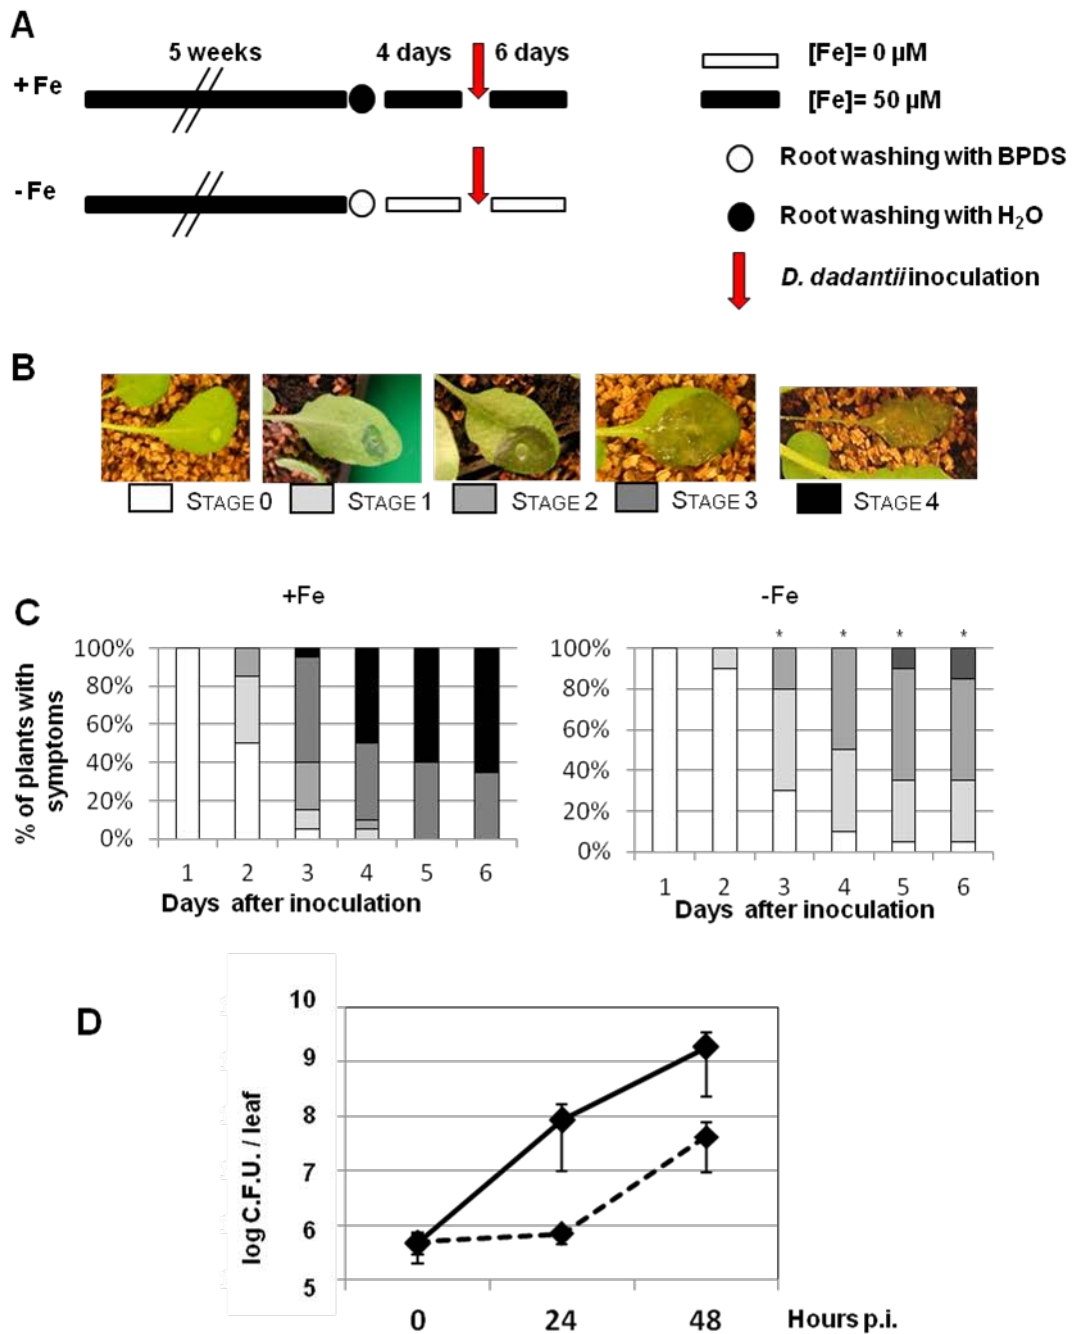 A
5 weeks 4 days 6 days
+Fe
-Fe
[Fe]= 0 µM
[Fe]= 50 µM
Root washing with BPDS
Root washing with H₂O
D. dadantii inoculation
B
STAGE 0 STAGE 1 STAGE 2 STAGE 3 STAGE 4
C
+Fe
-Fe
% of plants with
symptoms
100%
80%
60%
40%
20%
0%
1 2 3 4 5 6
Days after inoculation
* * * *
100%
80%
60%
40%
20%
0%
1 2 3 4 5 6
Days after inoculation
D
log C.F.U. / leaf
10
9
8
7
6
5
0 24 48 Hours p.i.